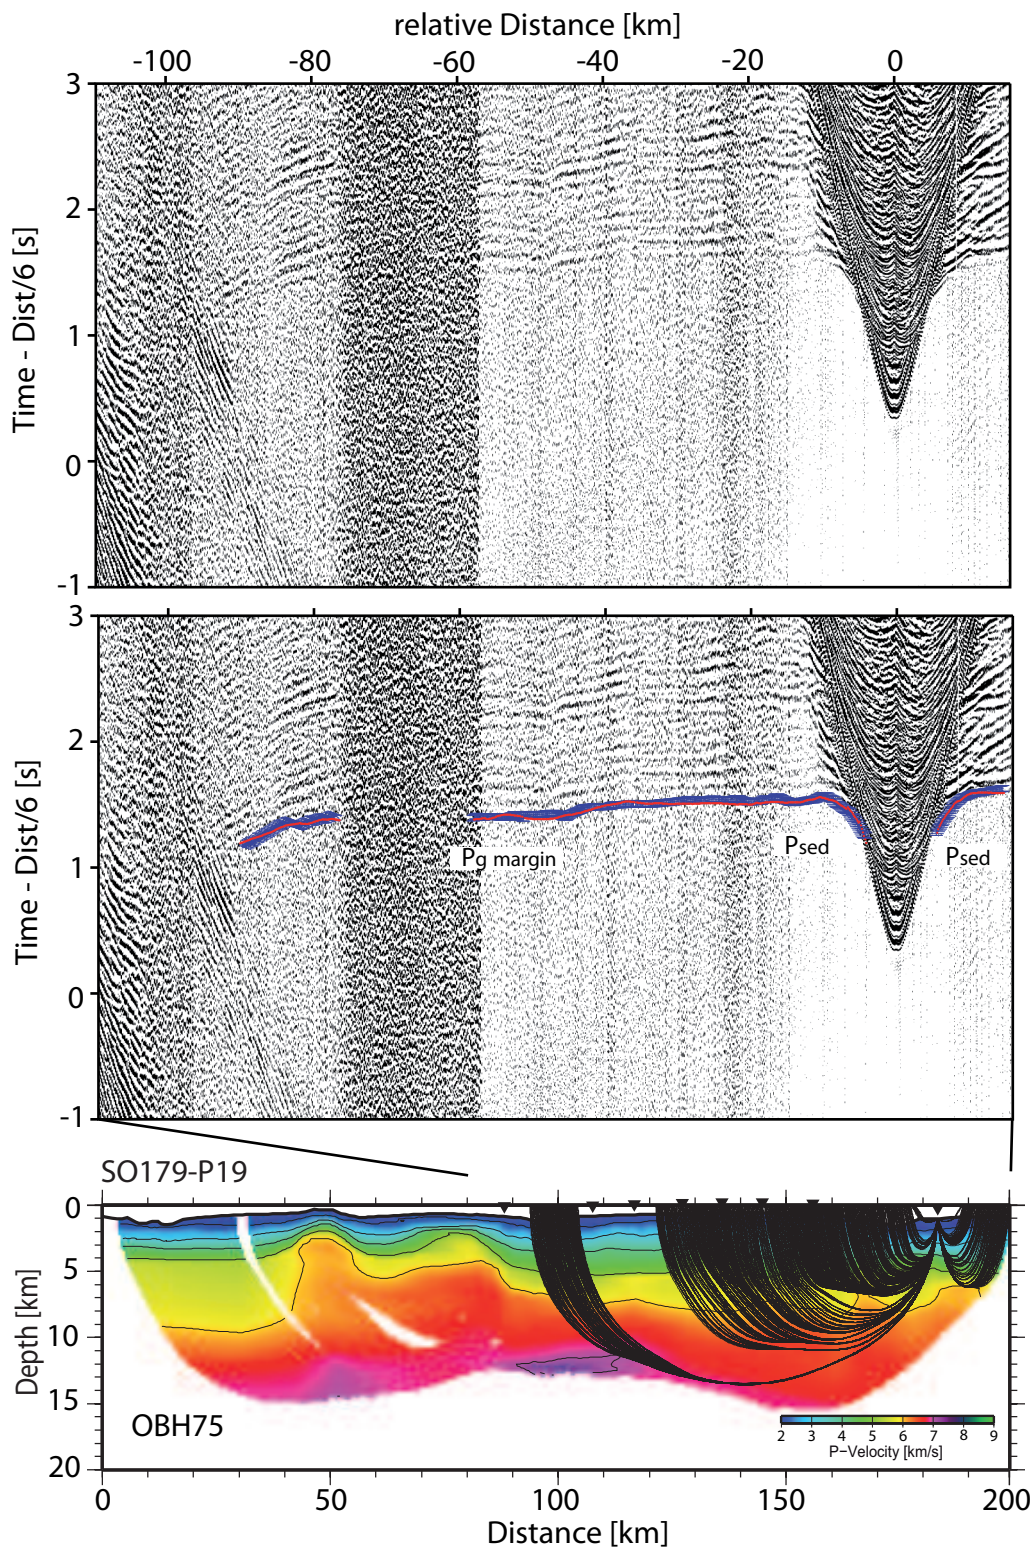 relative Distance [km]
-100 -80 -60 -40 -20 0
3
2
1
0
-1
Time - Dist/6 [s]
3
2
1
0
-1
Time - Dist/6 [s]
Pg margin
Psed
Psed
SO179-P19
0
5
10
15
20
Depth [km]
OBH75
2 3 4 5 6 7 8 9
P-Velocity [km/s]
0 50 100 150 200
Distance [km]